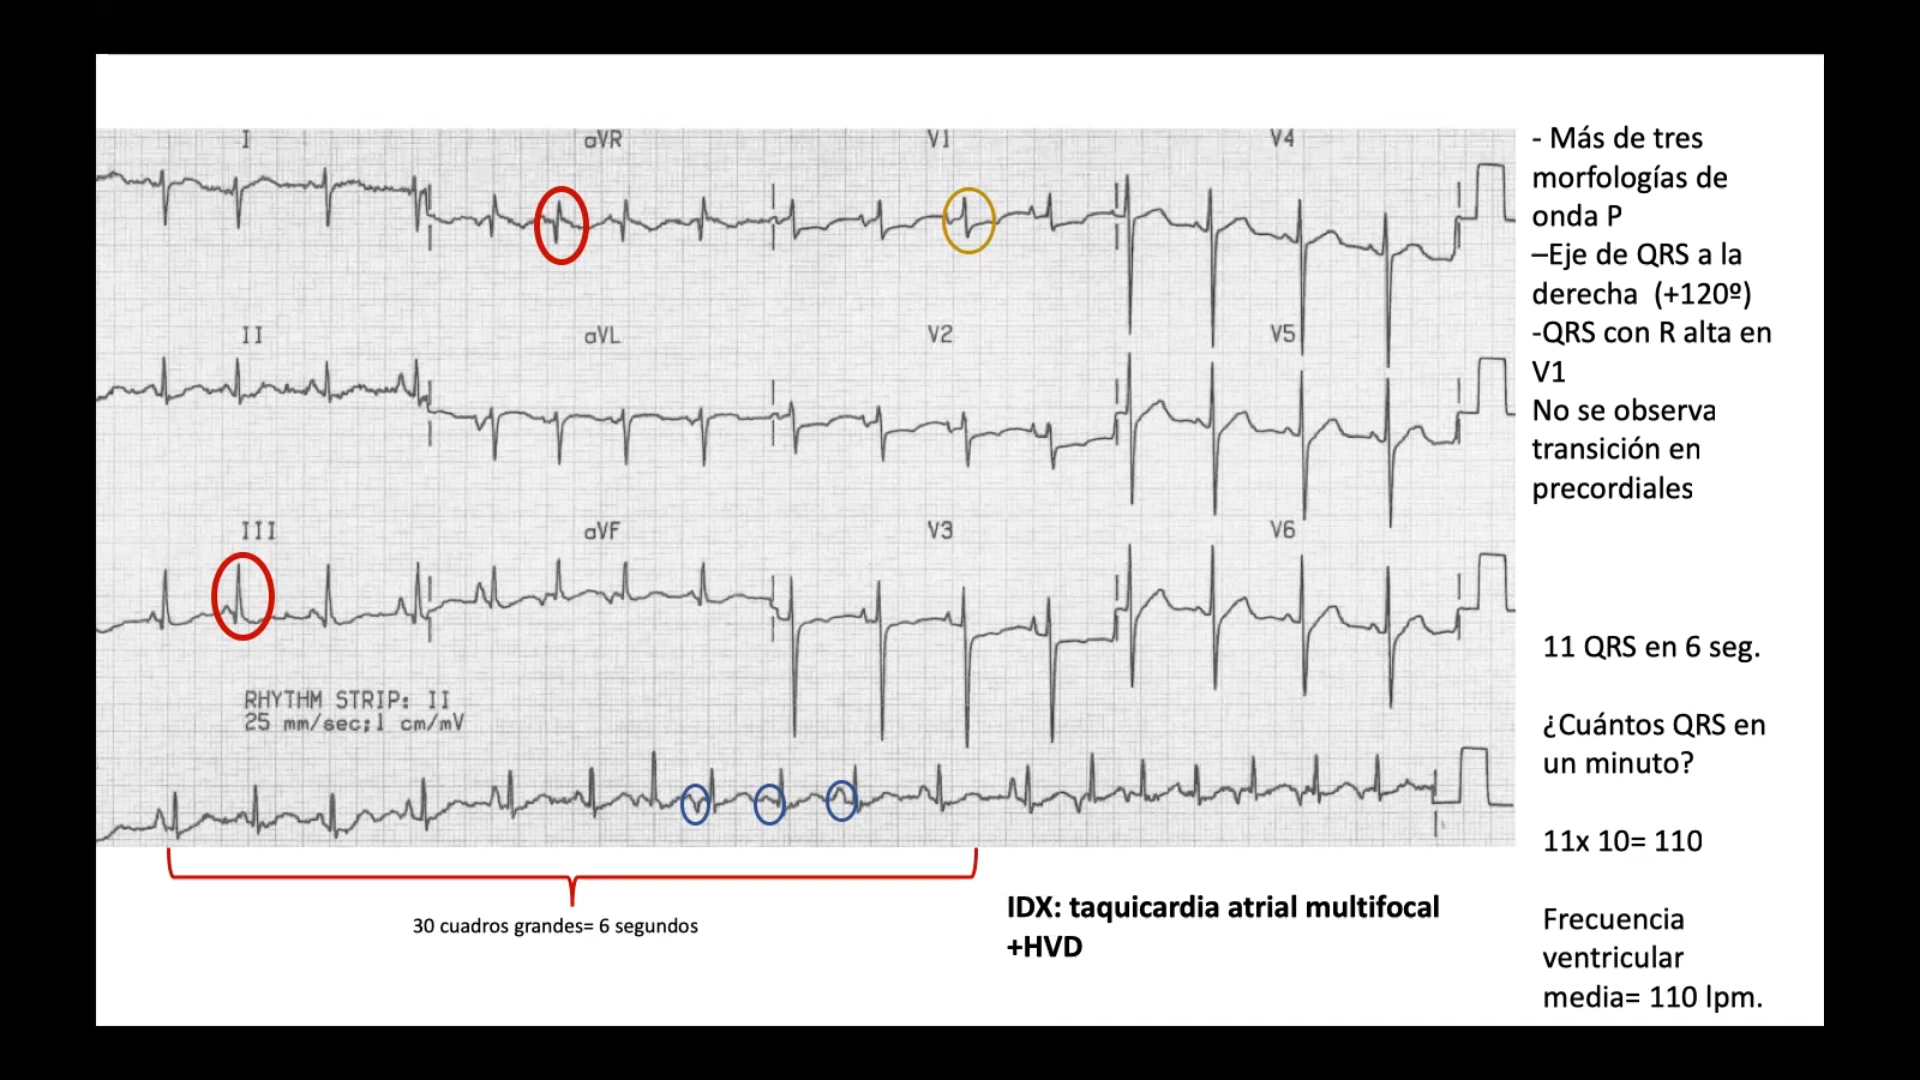 I aVR V1 V4
II aVL V2 V5
III aVF V3 V6
RHYTHM STRIP: II
25 mm/sec;1 cm/mV
30 cuadros grandes= 6 segundos
IDX: taquicardia atrial multifocal
+HVD
- Más de tres
morfologías de
onda P
–Eje de QRS a la
derecha (+120º)
-QRS con R alta en
V1
No se observa
transición en
precordiales
11 QRS en 6 seg.
¿Cuántos QRS en
un minuto?
11x 10= 110
Frecuencia
ventricular
media= 110 lpm.